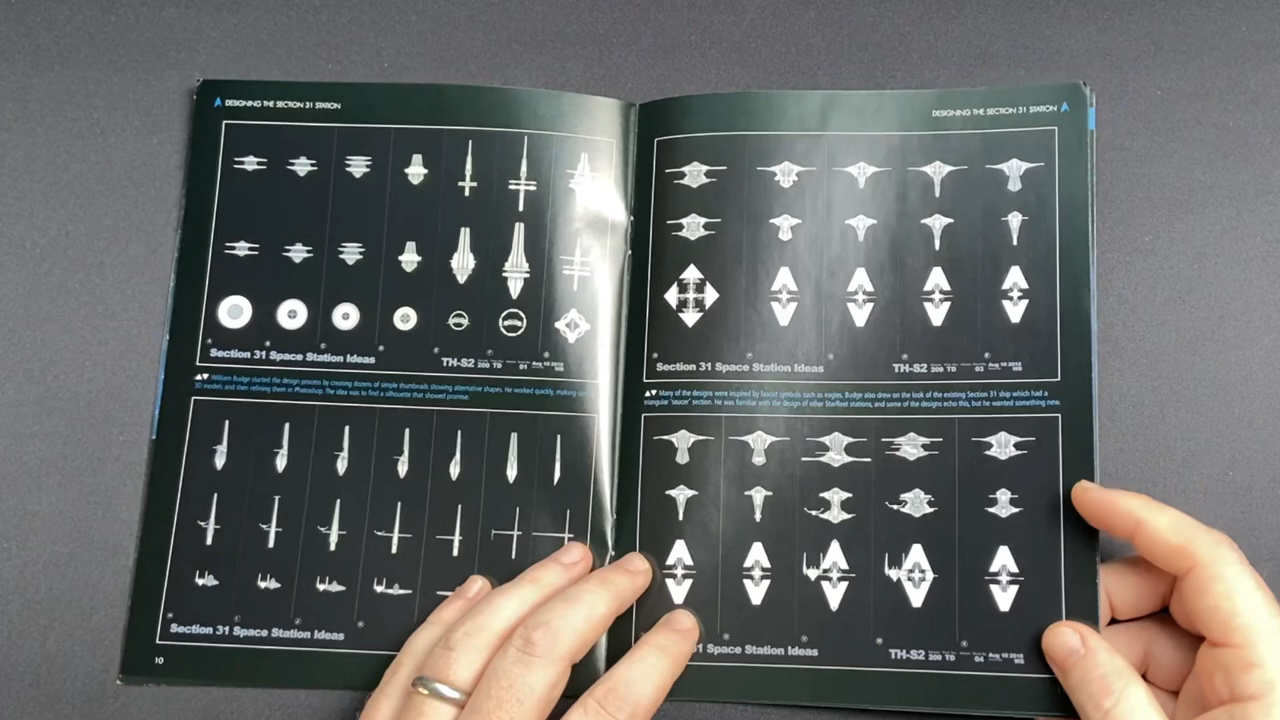 DESIGNING THE SECTION 31 STATION
Section 31 Space Station Ideas
TH-S2 200 TD 01 Aug 10 2018 WB
William Budge started the design process by creating dozens of simple thumbnails showing alternative shapes. He worked quickly, making
3D models and then refining them in Photoshop. The idea was to find a silhouette that showed promise.
Section 31 Space Station Ideas
10
DESIGNING THE SECTION 31 STATION
Section 31 Space Station Ideas
TH-S2 200 TD 03 Aug 10 2018 WB
Many of the designs were inspired by fascist symbols such as eagles. Budge also drew on the look of the existing Section 31 ship which had a
triangular 'saucer' section. He was familiar with the design of other Starfleet stations, and some of the designs echo this, but he wanted something new.
31 Space Station Ideas
TH-S2 200 TD 04 Aug 10 2018 WB